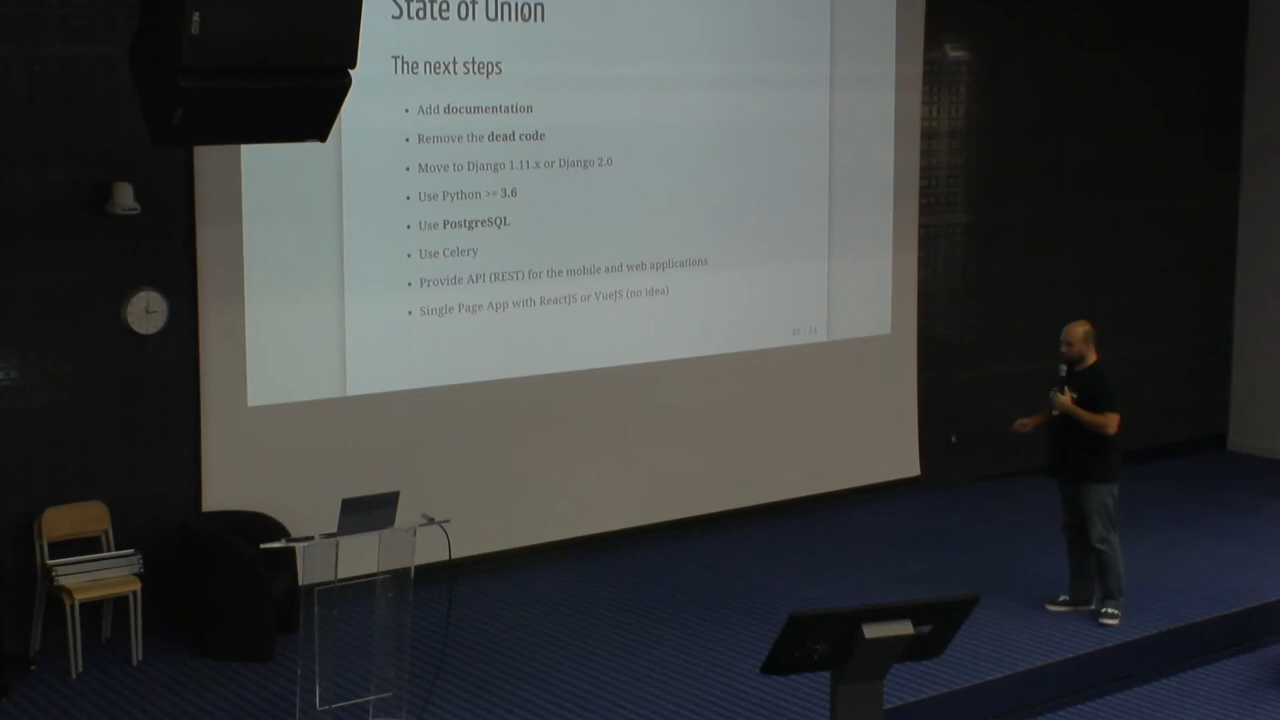 State of Union
The next steps
• Add documentation
• Remove the dead code
• Move to Django 1.11.x or Django 2.0
• Use Python >= 3.6
• Use PostgreSQL
• Use Celery
• Provide API (REST) for the mobile and web applications
• Single Page App with ReactJS or VueJS (no idea)